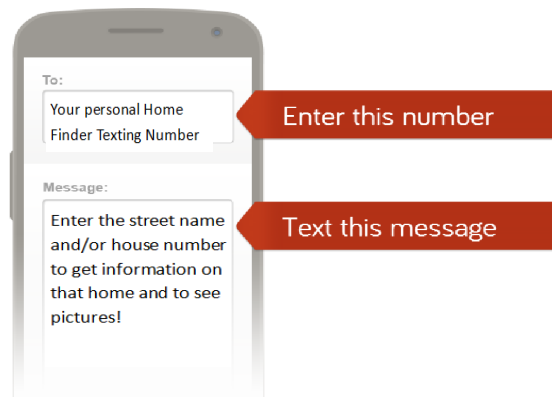 To:
Your personal Home
Finder Texting Number
Enter this number
Message:
Enter the street name
and/or house number
to get information on
that home and to see
pictures!
Text this message